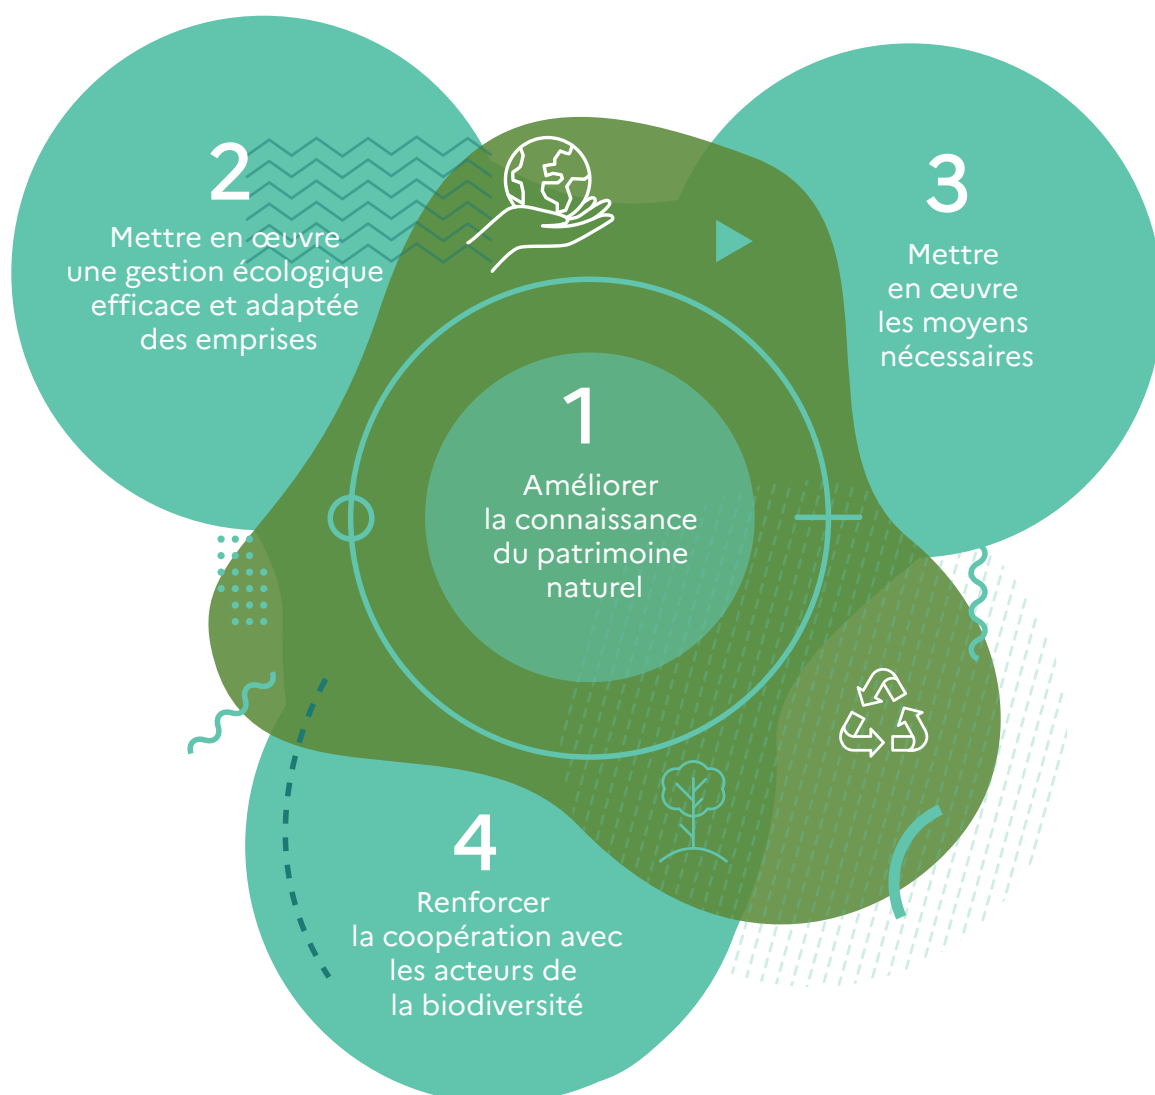 1
Améliorer
la connaissance
du patrimoine
naturel
2
Mettre en œuvre
une gestion écologique
efficace et adaptée
des emprises
3
Mettre
en œuvre
les moyens
nécessaires
4
Renforcer
la coopération avec
les acteurs de
la biodiversité